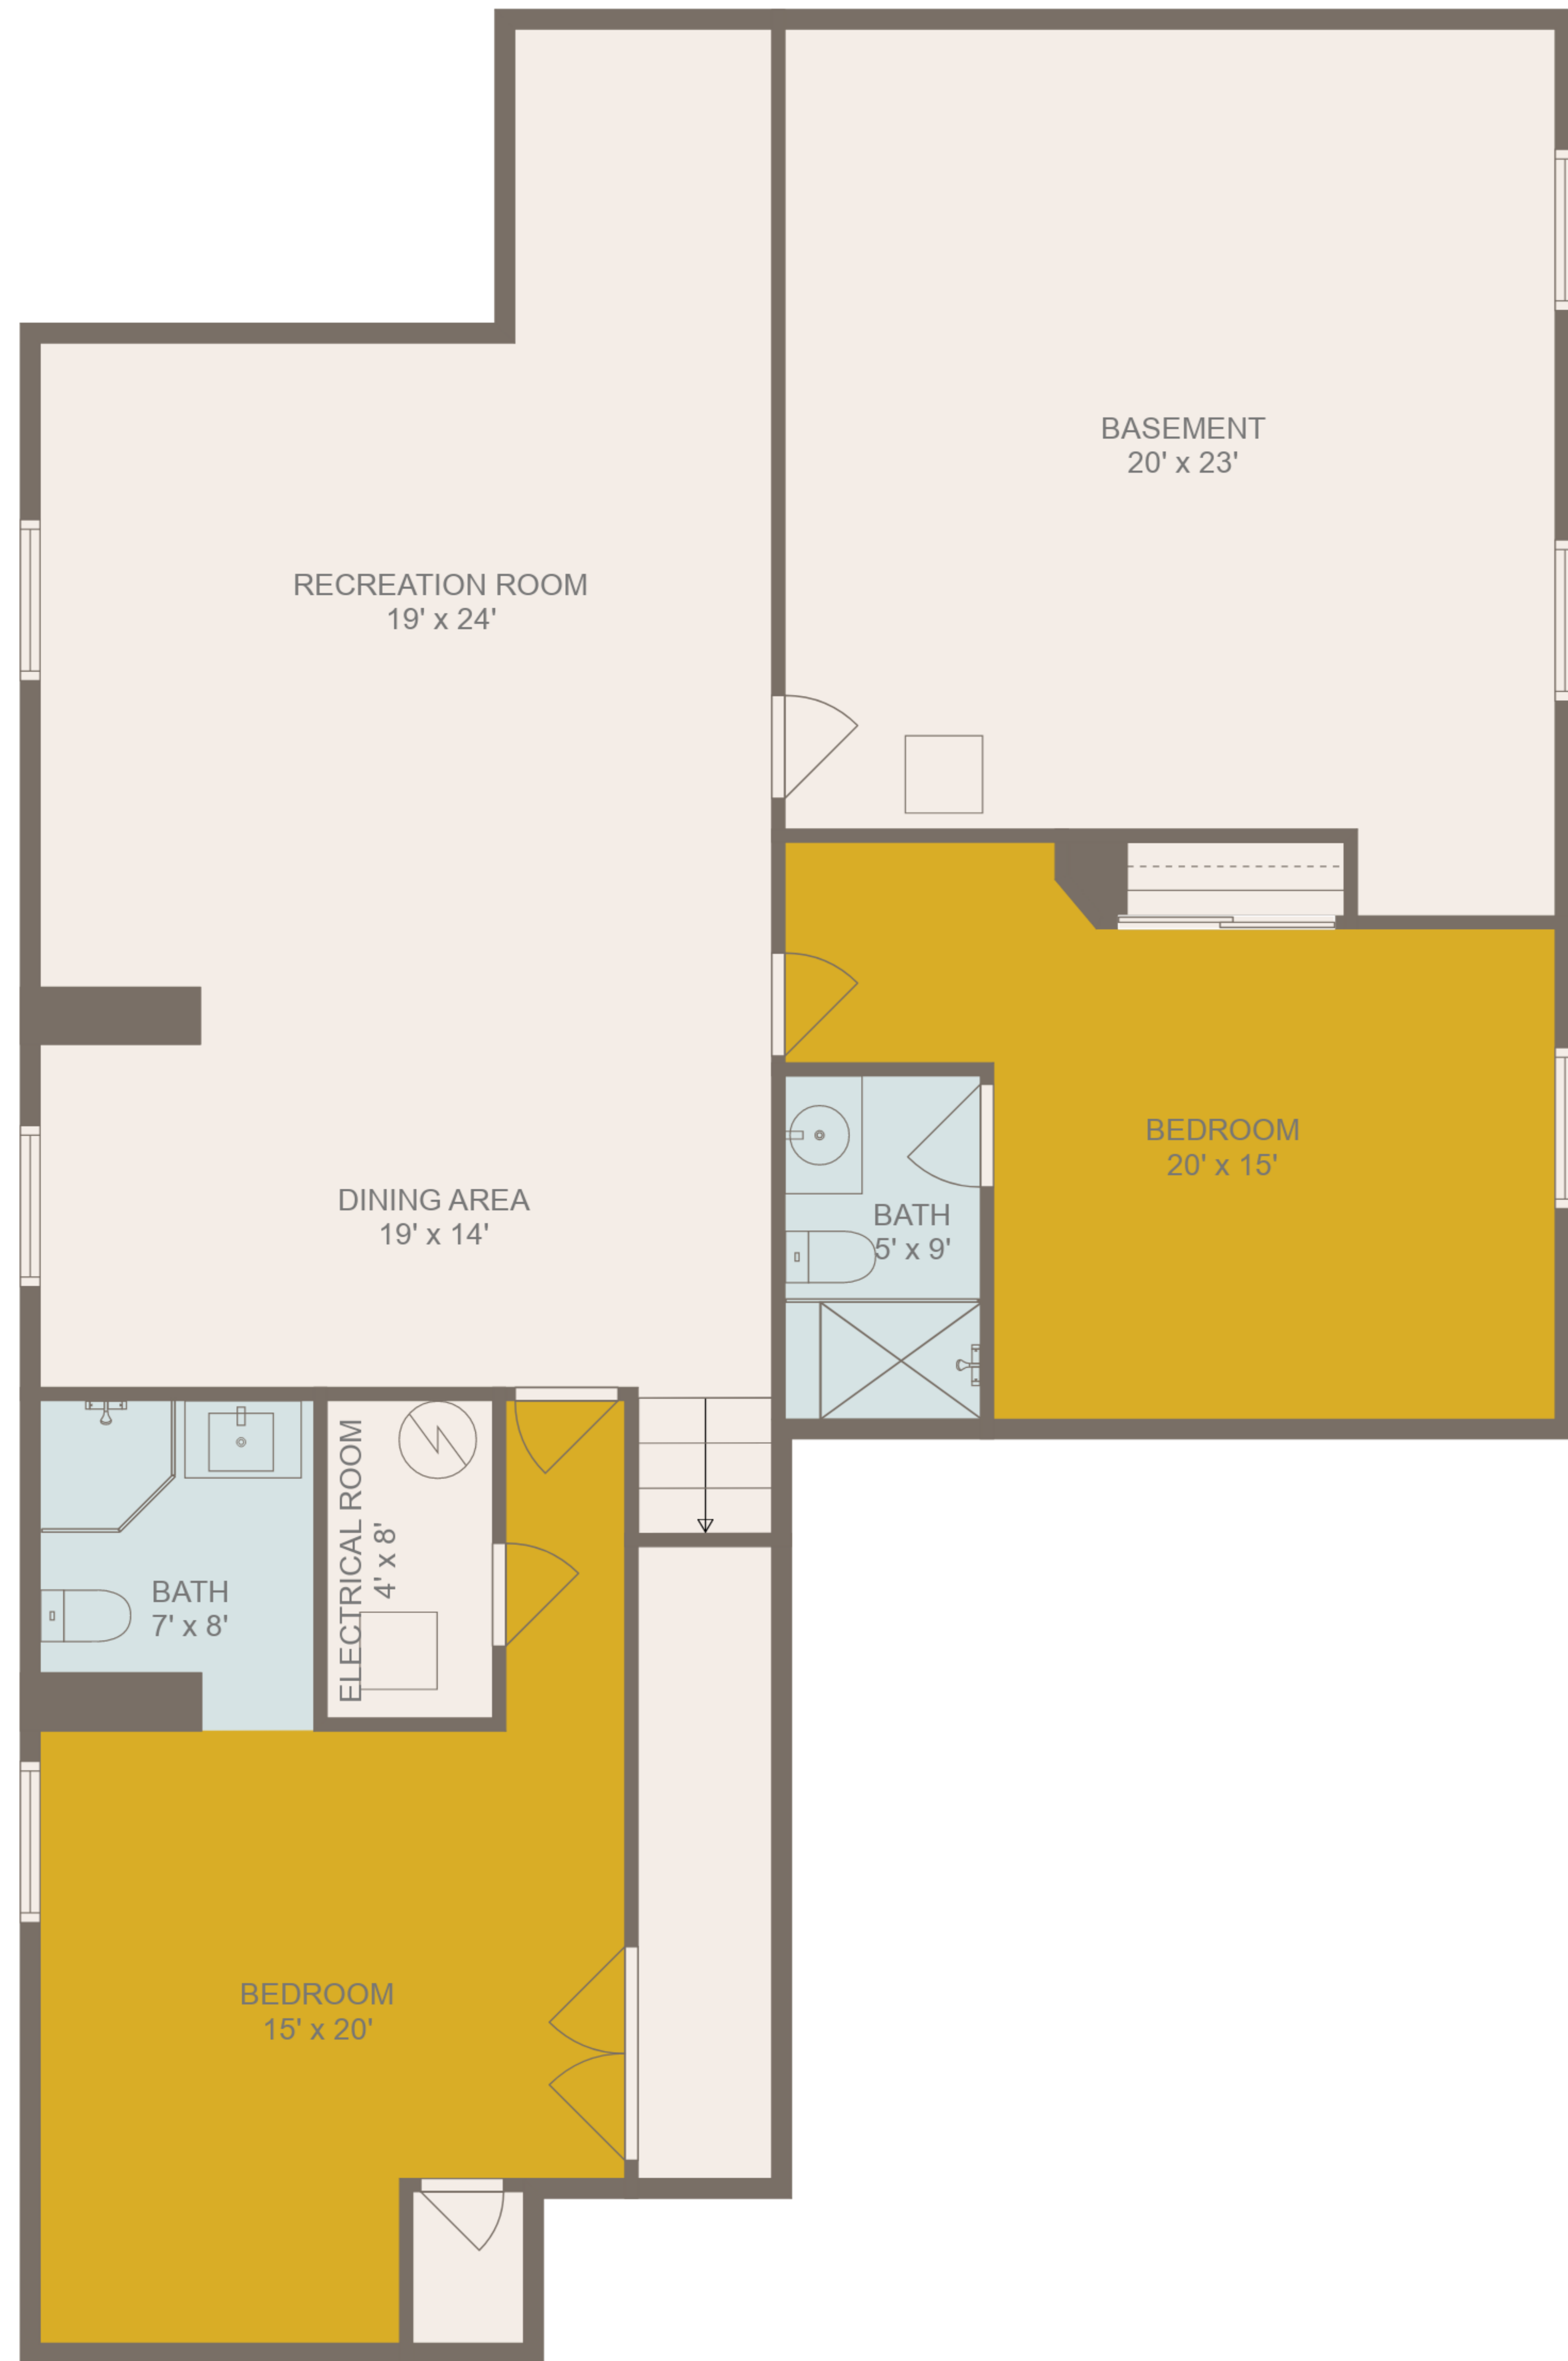 BASEMENT
20' x 23'
RECREATION ROOM
19' x 24'
BEDROOM
20' x 15'
DINING AREA
19' x 14'
BATH
5' x 9'
ELECTRICAL ROOM
4' x 8'
BATH
7' x 8'
BEDROOM
15' x 20'